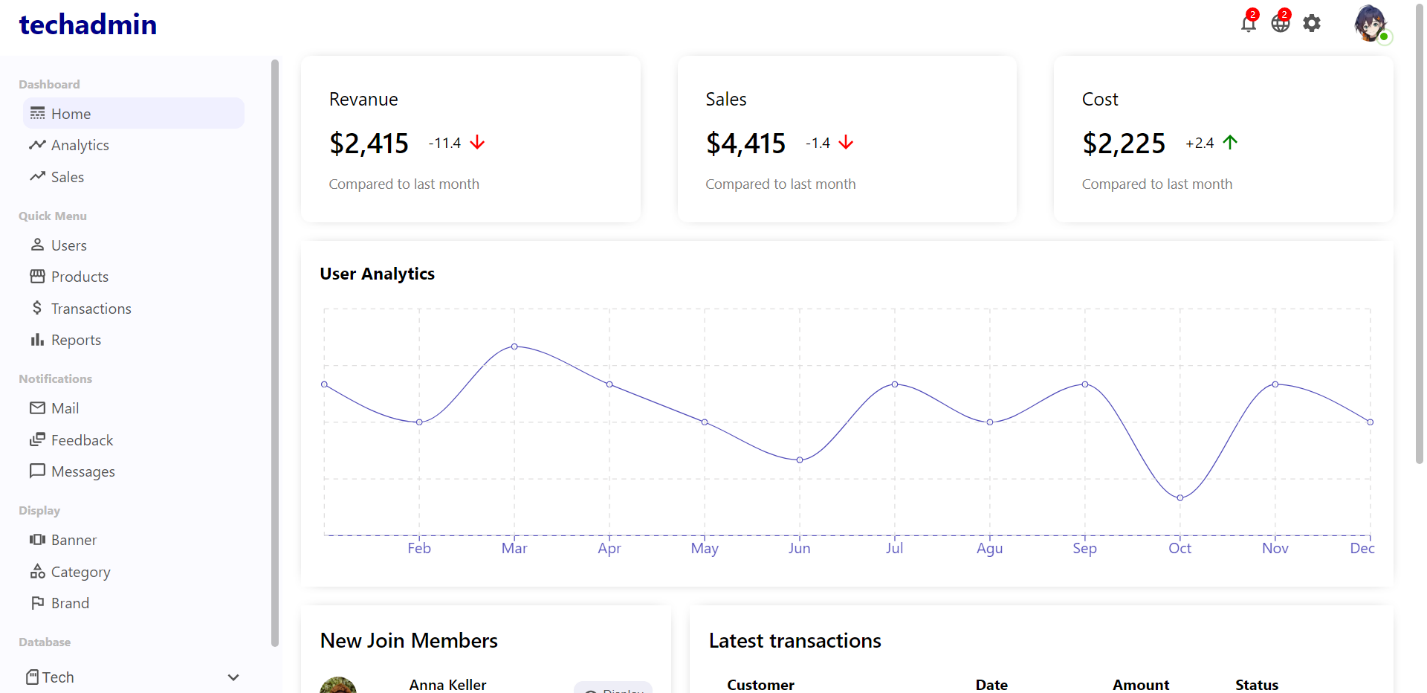 techadmin
2
2
Dashboard
Home
Analytics
Sales
Quick Menu
Users
Products
Transactions
Reports
Notifications
Mail
Feedback
Messages
Display
Banner
Category
Brand
Database
Tech
Revanue
$2,415 -11.4
Compared to last month
Sales
$4,415 -1.4
Compared to last month
Cost
$2,225 +2.4
Compared to last month
User Analytics
Feb Mar Apr May Jun Jul Agu Sep Oct Nov Dec
New Join Members
Anna Keller
Display
Latest transactions
Customer Date Amount Status